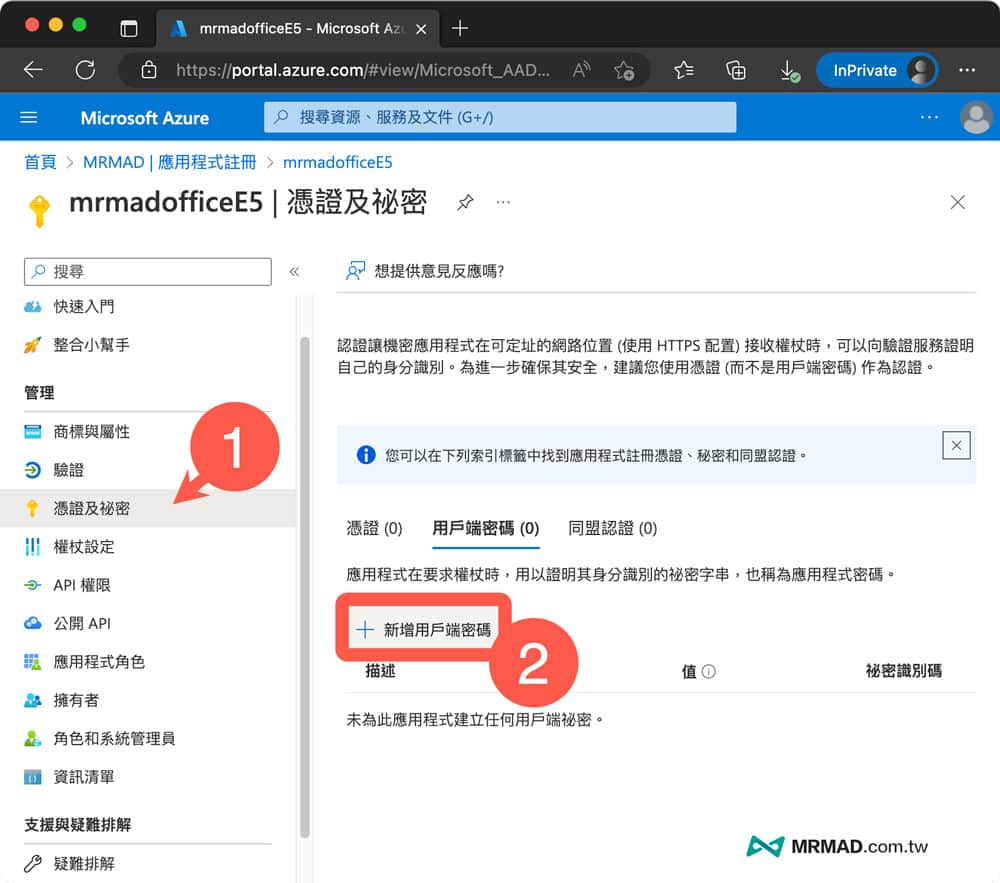 mrmadofficeE5 - Microsoft Azu
https://portal.azure.com/#view/Microsoft_AAD...
InPrivate
Microsoft Azure
搜尋資源、服務及文件 (G+/)
首頁 > MRMAD | 應用程式註冊 > mrmadofficeE5
mrmadofficeE5 | 憑證及祕密
搜尋
«
想提供意見反應嗎?
快速入門
整合小幫手
管理
商標與屬性
驗證
憑證及祕密
權杖設定
API 權限
公開 API
應用程式角色
擁有者
角色和系統管理員
資訊清單
支援與疑難排解
疑難排解
1
認證讓機密應用程式在可定址的網路位置 (使用 HTTPS 配置) 接收權杖時，可以向驗證服務證明
自己的身分識別。為進一步確保其安全，建議您使用憑證 (而不是用戶端密碼) 作為認證。
您可以在下列索引標籤中找到應用程式註冊憑證、秘密和同盟認證。
憑證 (0) 用戶端密碼 (0) 同盟認證 (0)
應用程式在要求權杖時，用以證明其身分識別的祕密字串，也稱為應用程式密碼。
新增用戶端密碼
2
描述 值 祕密識別碼
未為此應用程式建立任何用戶端祕密。
MRMAD.com.tw